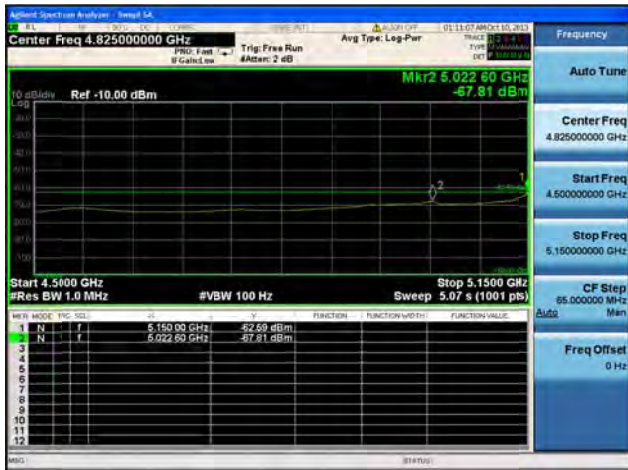 Agilent Spectrum Analyzer - Swept SA
RL
ALIGN OFF
01:11:07 AM Oct 10, 2013
Center Freq 4.825000000 GHz
PNO: Fast
IFGain:Low
Trig: Free Run
#Atten: 2 dB
Avg Type: Log-Pwr
TRACE
TYPE
DET
Mkr2 5.022 60 GHz
-67.81 dBm
10 dB/div
Log
Ref -10.00 dBm
1
2
Start 4.5000 GHz
Stop 5.1500 GHz
#Res BW 1.0 MHz
#VBW 100 Hz
Sweep 5.07 s (1001 pts)
MKR MODE TRC SCL X Y FUNCTION FUNCTION WIDTH FUNCTION VALUE
1 N f 5.150 00 GHz -62.59 dBm
2 N f 5.022 60 GHz -67.81 dBm
3
4
5
6
7
8
9
10
11
12
MSG
STATUS
Frequency
Auto Tune
Center Freq
4.825000000 GHz
Start Freq
4.500000000 GHz
Stop Freq
5.150000000 GHz
CF Step
65.000000 MHz
Auto Man
Freq Offset
0 Hz